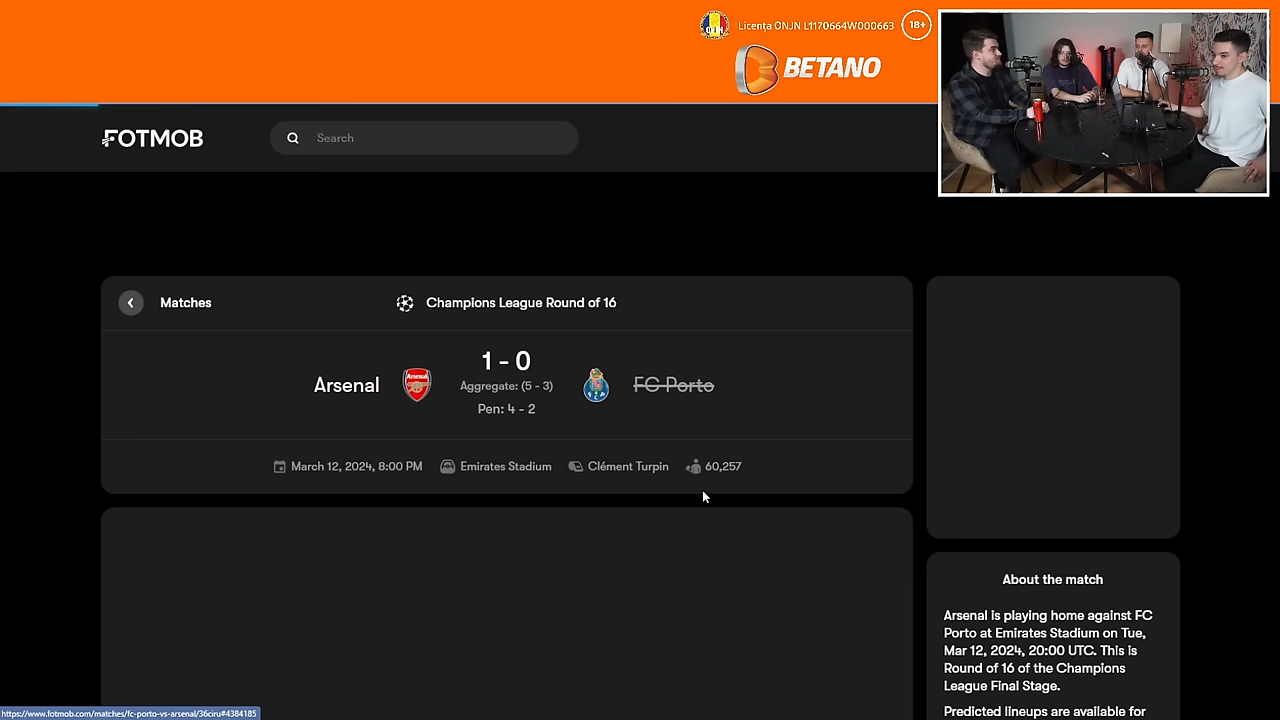 Licența ONJN L1170664W000663
18+
BETANO
FOTMOB
Search
Matches
Champions League Round of 16
1 - 0
Arsenal
Aggregate: (5 - 3)
FC Porto
Pen: 4 - 2
March 12, 2024, 8:00 PM
Emirates Stadium
Clément Turpin
60,257
About the match
Arsenal is playing home against FC
Porto at Emirates Stadium on Tue,
Mar 12, 2024, 20:00 UTC. This is
Round of 16 of the Champions
League Final Stage.
Predicted lineups are available for
https://www.fotmob.com/matches/fc-porto-vs-arsenal/36ciru#4384185